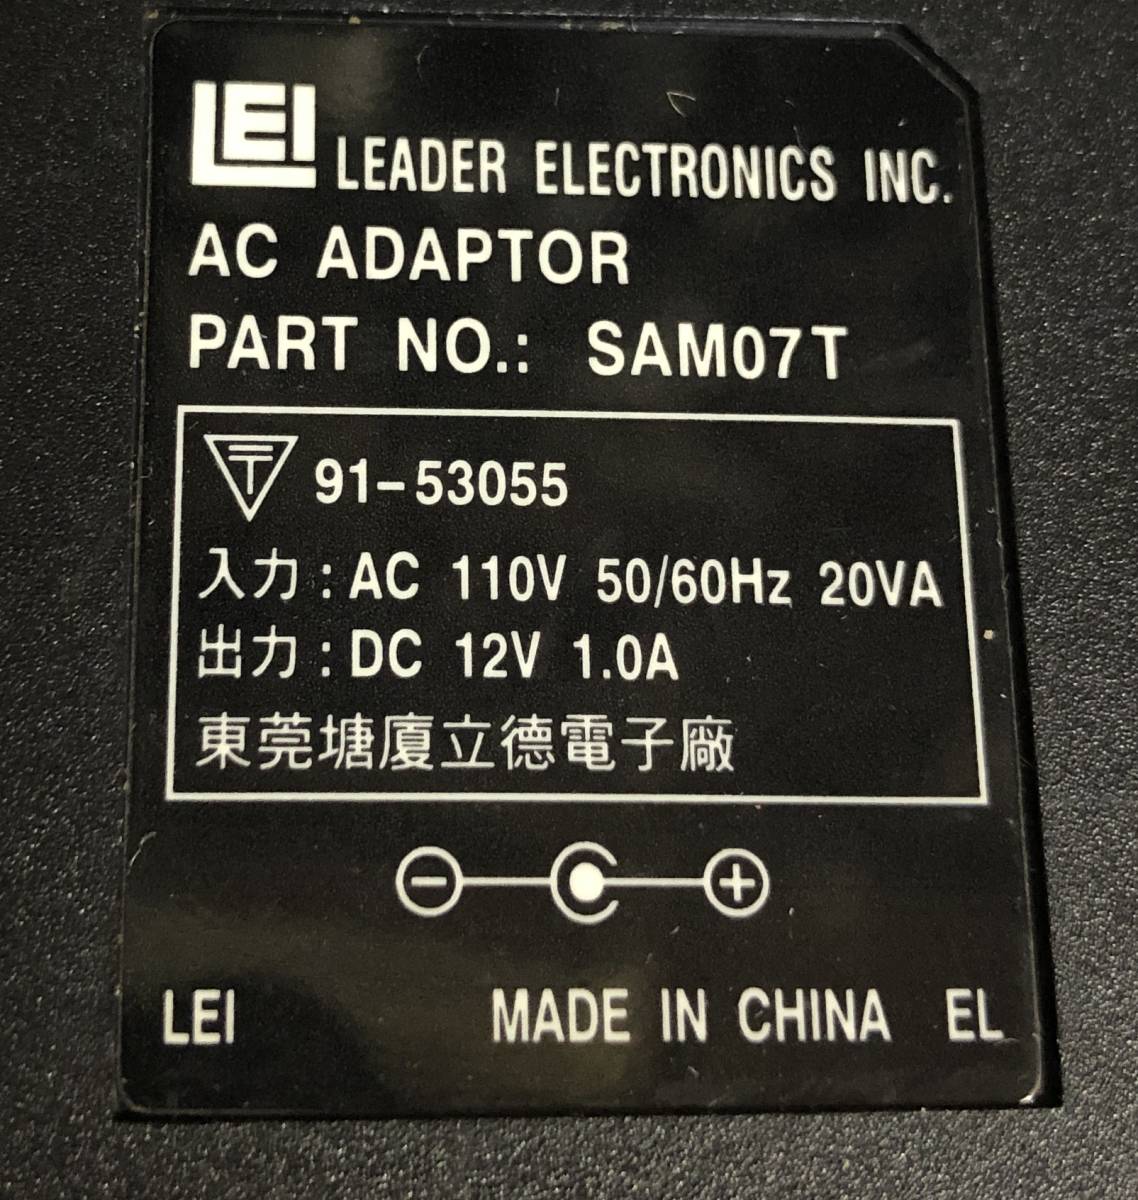 LEI LEADER ELECTRONICS INC.
AC ADAPTOR
PART NO.: SAM07T
91-53055
入力:AC 110V 50/60Hz 20VA
出力:DC 12V 1.0A
東莞塘廈立德電子廠
LEI MADE IN CHINA EL